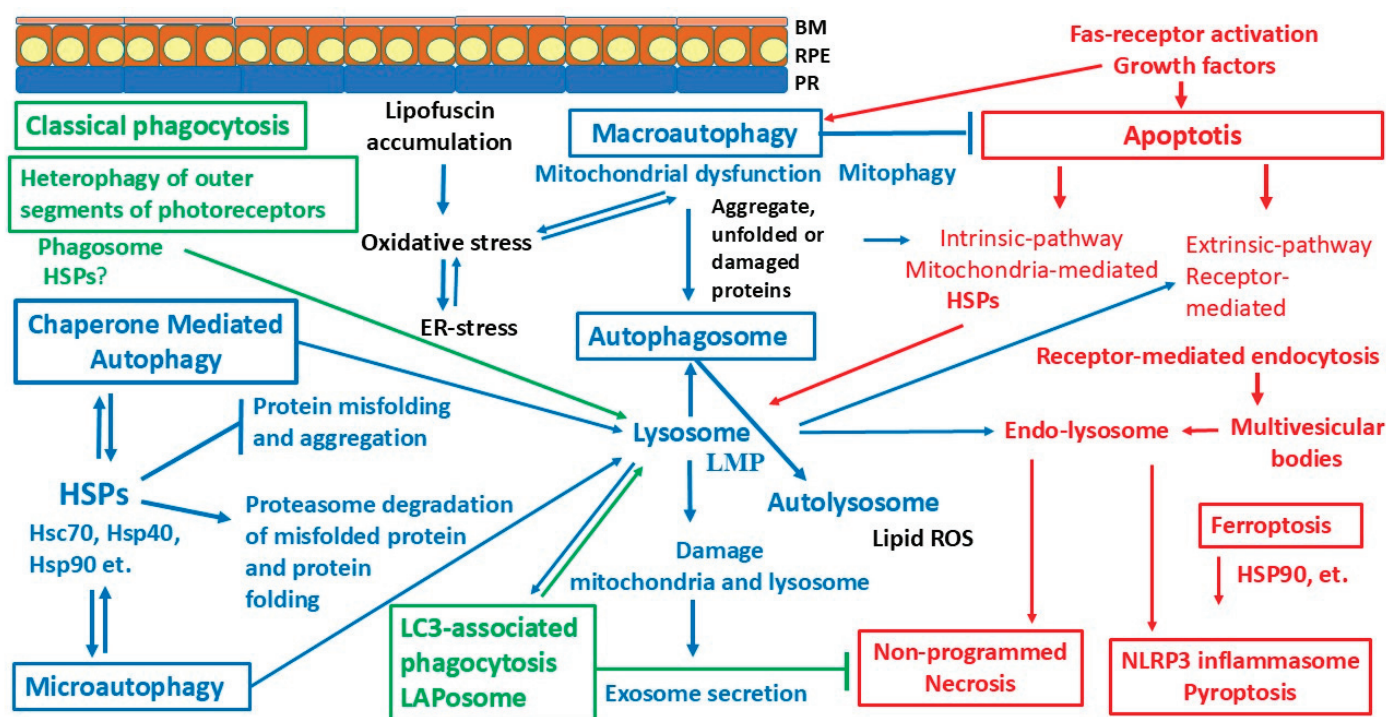 BM
RPE
PR
Fas-receptor activation
Growth factors
Classical phagocytosis
Lipofuscin
accumulation
Macroautophagy
Apoptotis
Heterophagy of outer
segments of photoreceptors
Mitochondrial dysfunction
Mitophagy
Phagosome
HSPs?
Oxidative stress
Aggregate,
unfolded or
damaged
proteins
Intrinsic-pathway
Mitochondria-mediated
HSPs
Extrinsic-pathway
Receptor-
mediated
Chaperone Mediated
Autophagy
ER-stress
Autophagosome
Receptor-mediated endocytosis
Protein misfolding
and aggregation
Lysosome
LMP
Endo-lysosome
Multivesicular
bodies
HSPs
Hsc70, Hsp40,
Hsp90 et.
Proteasome degradation
of misfolded protein
and protein
folding
Autolysosome
Lipid ROS
Ferroptosis
HSP90, et.
Damage
mitochondria and lysosome
LC3-associated
phagocytosis
LAPosome
Microautophagy
Exosome secretion
Non-programmed
Necrosis
NLRP3 inflammasome
Pyroptosis